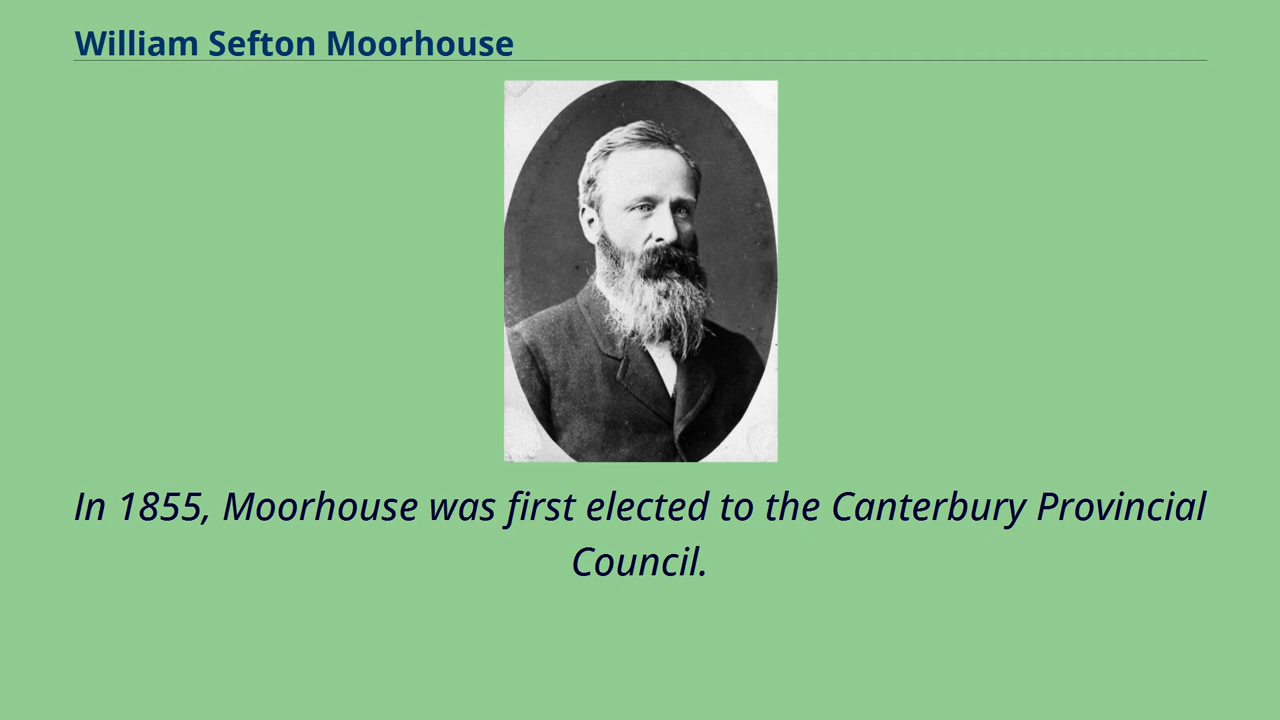 William Sefton Moorhouse
In 1855, Moorhouse was first elected to the Canterbury Provincial
Council.